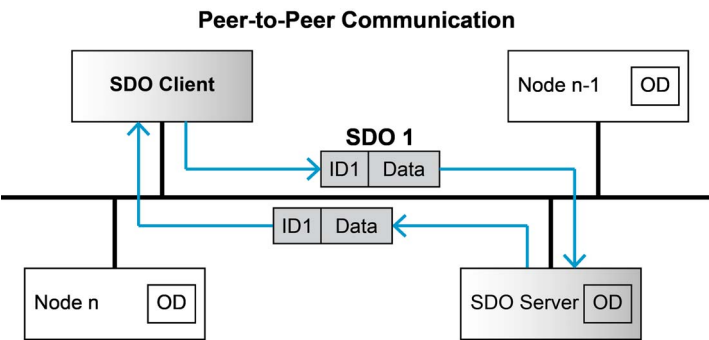 Peer-to-Peer Communication
SDO Client
Node n-1
OD
SDO 1
ID1
Data
ID1
Data
Node n
OD
SDO Server
OD